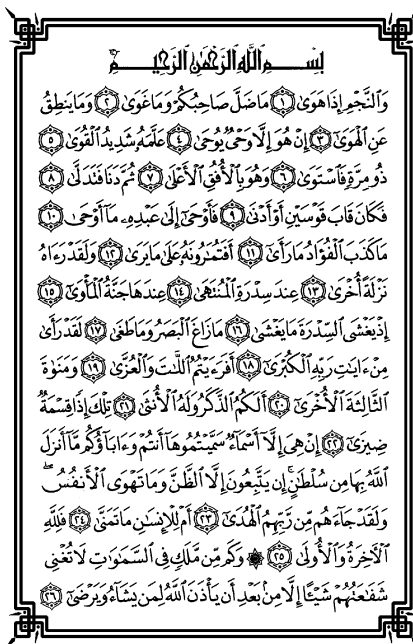 بِسْمِ ٱللَّهِ ٱلرَّحْمَٰنِ ٱلرَّحِيمِ
وَٱلنَّجْمِ إِذَا هَوَىٰ ١ مَا ضَلَّ صَاحِبُكُمْ وَمَا غَوَىٰ ٢ وَمَا يَنطِقُ
عَنِ ٱلْهَوَىٰٓ ٣ إِنْ هُوَ إِلَّا وَحْىٌ يُوحَىٰ ٤ عَلَّمَهُۥ شَدِيدُ ٱلْقُوَىٰ ٥
ذُو مِرَّةٍ فَٱسْتَوَىٰ ٦ وَهُوَ بِٱلْأُفُقِ ٱلْأَعْلَىٰ ٧ ثُمَّ دَنَا فَتَدَلَّىٰ ٨
فَكَانَ قَابَ قَوْسَيْنِ أَوْ أَدْنَىٰ ٩ فَأَوْحَىٰٓ إِلَىٰ عَبْدِهِۦ مَآ أَوْحَىٰ ١٠
مَا كَذَبَ ٱلْفُؤَادُ مَا رَأَىٰٓ ١١ أَفَتُمَٰرُونَهُۥ عَلَىٰ مَا يَرَىٰ ١٢ وَلَقَدْ رَءَاهُ
نَزْلَةً أُخْرَىٰ ١٣ عِندَ سِدْرَةِ ٱلْمُنتَهَىٰ ١٤ عِندَهَا جَنَّةُ ٱلْمَأْوَىٰٓ ١٥
إِذْ يَغْشَى ٱلسِّدْرَةَ مَا يَغْشَىٰ ١٦ مَا زَاغَ ٱلْبَصَرُ وَمَا طَغَىٰ ١٧ لَقَدْ رَأَىٰ
مِنْ ءَايَٰتِ رَبِّهِ ٱلْكُبْرَىٰٓ ١٨ أَفَرَءَيْتُمُ ٱللَّٰتَ وَٱلْعُزَّىٰ ١٩ وَمَنَوٰةَ
ٱلثَّالِثَةَ ٱلْأُخْرَىٰٓ ٢٠ أَلَكُمُ ٱلذَّكَرُ وَلَهُ ٱلْأُنثَىٰ ٢١ تِلْكَ إِذًا قِسْمَةٌ
ضِيزَىٰٓ ٢٢ إِنْ هِىَ إِلَّآ أَسْمَآءٌ سَمَّيْتُمُوهَآ أَنتُمْ وَءَابَآؤُكُم مَّآ أَنزَلَ
ٱللَّهُ بِهَا مِن سُلْطَٰنٍ ۚ إِن يَتَّبِعُونَ إِلَّا ٱلظَّنَّ وَمَا تَهْوَى ٱلْأَنفُسُ ۖ
وَلَقَدْ جَآءَهُم مِّن رَّبِّهِمُ ٱلْهُدَىٰٓ ٢٣ أَمْ لِلْإِنسَٰنِ مَا تَمَنَّىٰ ٢٤ فَلِلَّهِ
ٱلْءَاخِرَةُ وَٱلْأُولَىٰ ٢٥ ۞ وَكَم مِّن مَّلَكٍ فِى ٱلسَّمَٰوَٰتِ لَا تُغْنِى
شَفَٰعَتُهُمْ شَيْـًٔا إِلَّا مِنۢ بَعْدِ أَن يَأْذَنَ ٱللَّهُ لِمَن يَشَآءُ وَيَرْضَىٰٓ ٢٦